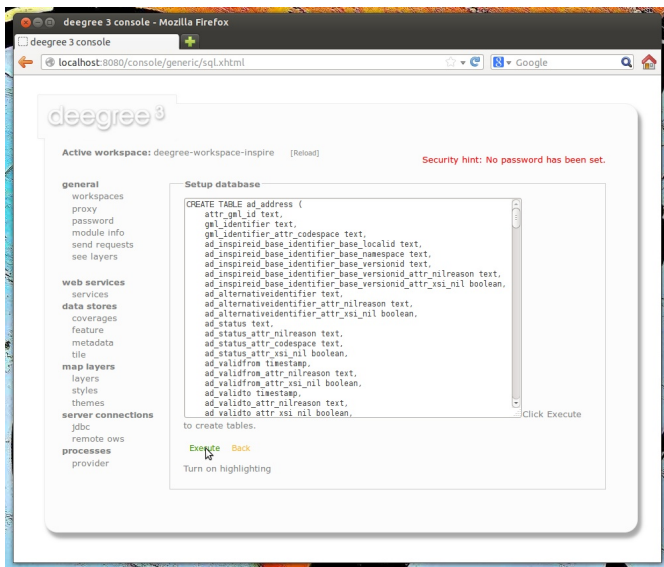 deegree 3 console - Mozilla Firefox
deegree 3 console
localhost:8080/console/generic/sql.xhtml
Google
deegree 3
Active workspace: deegree-workspace-inspire [Reload]
Security hint: No password has been set.
general
workspaces
proxy
password
module info
send requests
see layers
web services
services
data stores
coverages
feature
metadata
tile
map layers
layers
styles
themes
server connections
jdbc
remote ows
processes
provider
Setup database
CREATE TABLE ad_address (
attr_gml_id text,
gml_identifier text,
gml_identifier_attr_codespace text,
ad_inspireid_base_identifier_base_localid text,
ad_inspireid_base_identifier_base_namespace text,
ad_inspireid_base_identifier_base_versionid text,
ad_inspireid_base_identifier_base_versionid_attr_nilreason text,
ad_inspireid_base_identifier_base_versionid_attr_xsi_nil boolean,
ad_alternativeidentifier text,
ad_alternativeidentifier_attr_nilreason text,
ad_alternativeidentifier_attr_xsi_nil boolean,
ad_status text,
ad_status_attr_nilreason text,
ad_status_attr_codespace text,
ad_status_attr_xsi_nil boolean,
ad_validfrom timestamp,
ad_validfrom_attr_nilreason text,
ad_validfrom_attr_xsi_nil boolean,
ad_validto timestamp,
ad_validto_attr_nilreason text,
ad_validto_attr_xsi_nil boolean,
Click Execute
to create tables.
Execute Back
Turn on highlighting